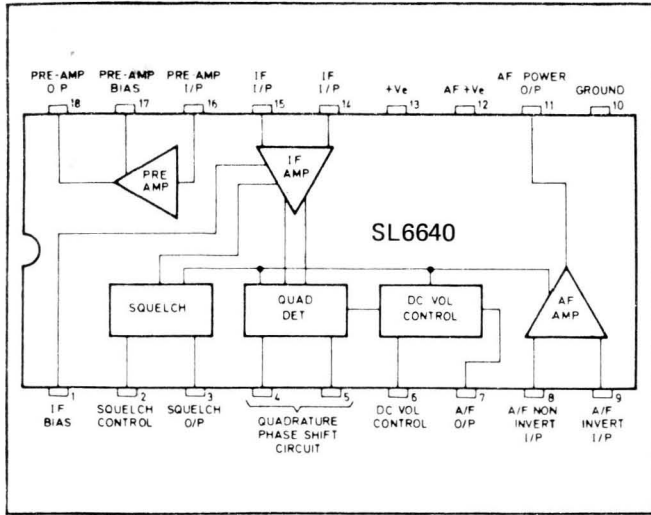 PRE-AMP O P
PRE-AMP BIAS
PRE-AMP I/P
IF I/P
IF I/P
+Ve
AF +Ve
AF POWER O/P
GROUND
18
17
16
15
14
13
12
11
10
PRE AMP
IF AMP
SL6640
SQUELCH
QUAD DET
DC VOL CONTROL
AF AMP
1
2
3
4
5
6
7
8
9
IF BIAS
SQUELCH CONTROL
SQUELCH O/P
QUADRATURE PHASE SHIFT CIRCUIT
DC VOL CONTROL
A/F O/P
A/F NON INVERT I/P
A/F INVERT I/P